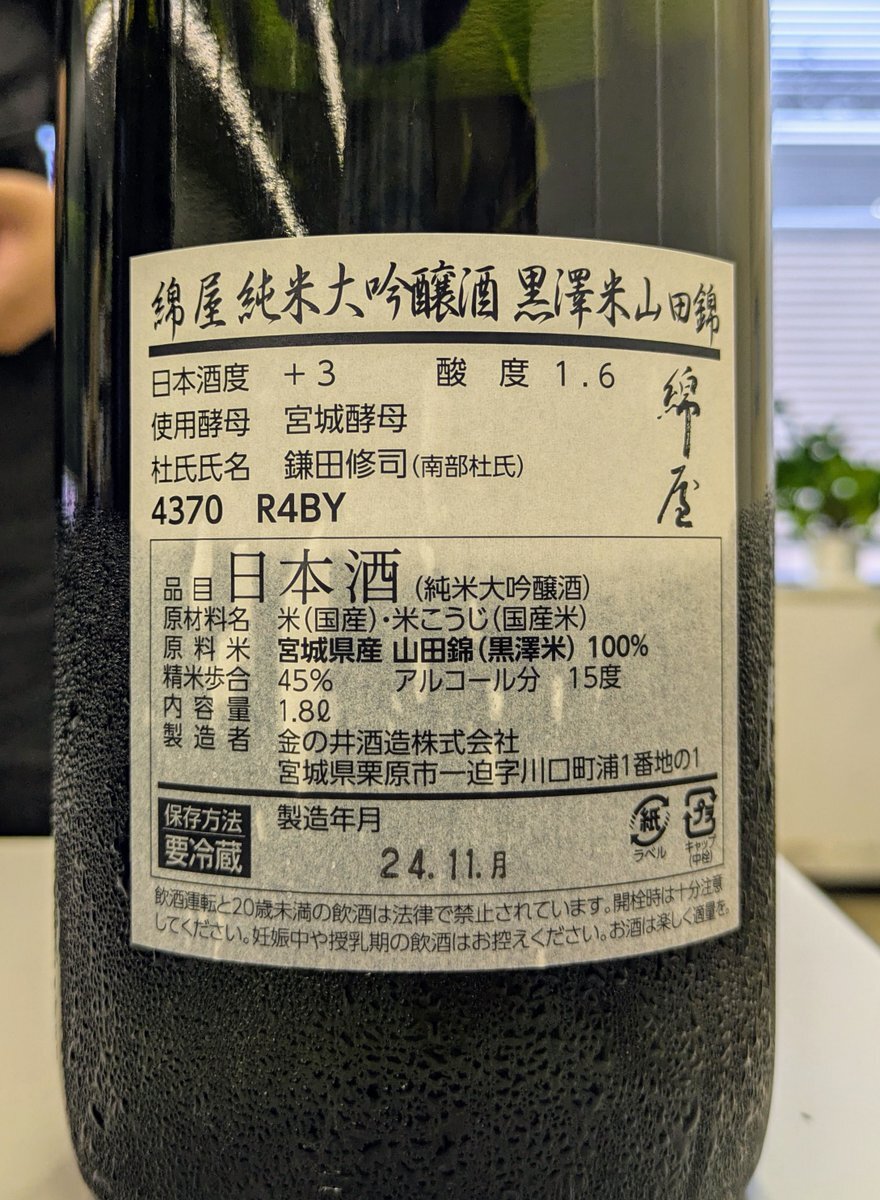 綿屋 純米大吟醸酒 黒澤米山田錦
日本酒度 +3 酸度 1.6
使用酵母 宮城酵母
杜氏氏名 鎌田修司(南部杜氏)
4370 R4BY
綿屋
品目 日本酒(純米大吟醸酒)
原材料名 米(国産)・米こうじ(国産米)
原料米 宮城県産 山田錦(黒澤米) 100%
精米歩合 45% アルコール分 15度
内容量 1.8ℓ
製造者 金の井酒造株式会社
宮城県栗原市一迫字川口町浦1番地の1
保存方法
要冷蔵
製造年月
24.11.月
紙
ラベル
プラ
キャップ
(中栓)
飲酒運転と20歳未満の飲酒は法律で禁止されています。開栓時は十分注意
してください。妊娠中や授乳期の飲酒はお控えください。お酒は楽しく適量を。